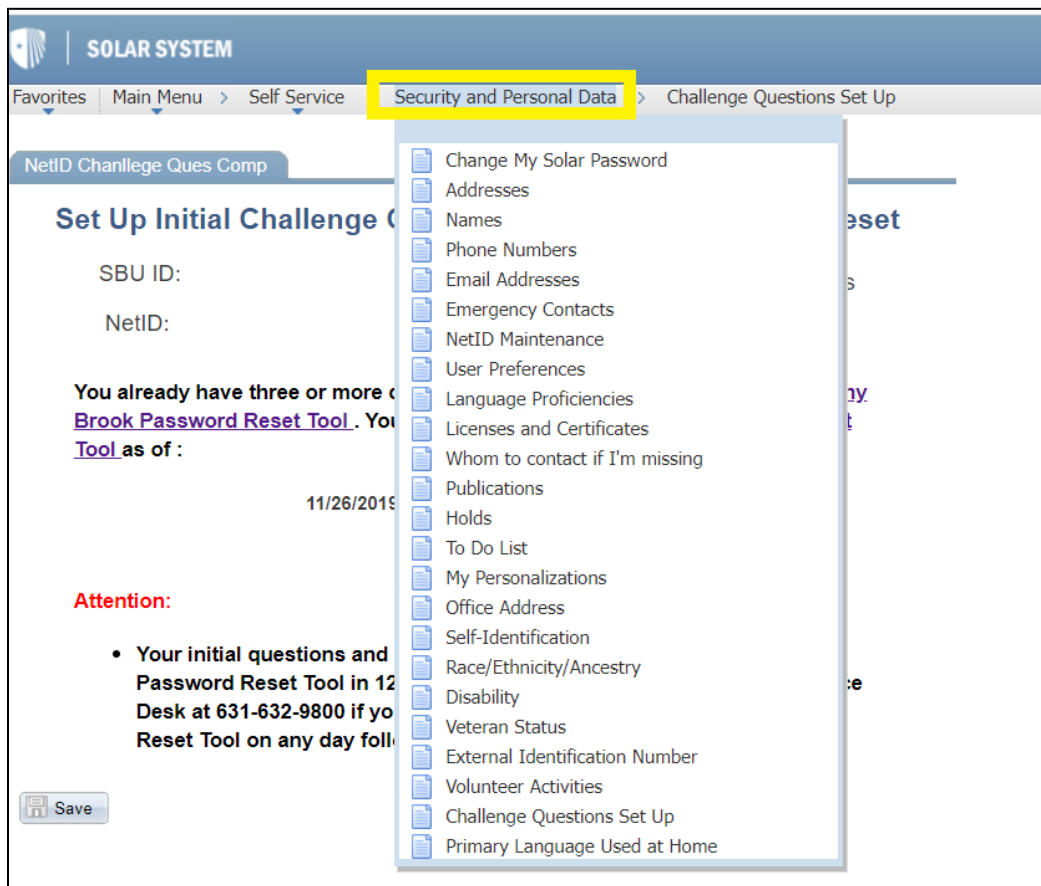 SOLAR SYSTEM
Favorites Main Menu > Self Service Security and Personal Data > Challenge Questions Set Up
NetID Chanllege Ques Comp
Set Up Initial Challenge
SBU ID:
NetID:
You already have three or more
Brook Password Reset Tool . You
Tool as of :
11/26/2019
Attention:
• Your initial questions and
Password Reset Tool in 12
Desk at 631-632-9800 if yo
Reset Tool on any day foll
Save
Change My Solar Password
Addresses
Names
Phone Numbers
Email Addresses
Emergency Contacts
NetID Maintenance
User Preferences
Language Proficiencies
Licenses and Certificates
Whom to contact if I'm missing
Publications
Holds
To Do List
My Personalizations
Office Address
Self-Identification
Race/Ethnicity/Ancestry
Disability
Veteran Status
External Identification Number
Volunteer Activities
Challenge Questions Set Up
Primary Language Used at Home